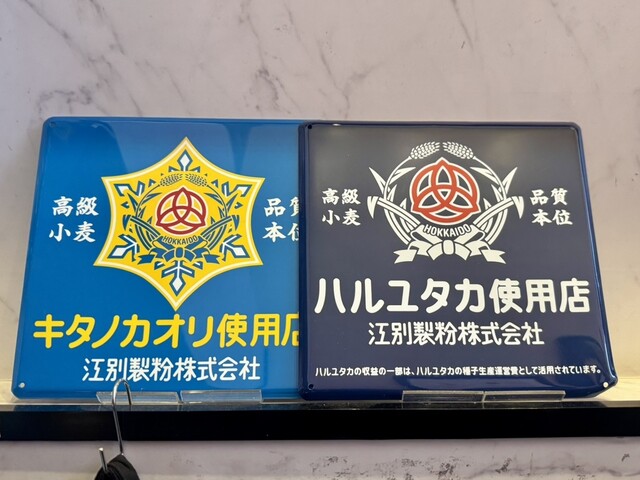 高級
小麦
品質
本位
HOKKAIDO
キタノカオリ使用店
江別製粉株式会社
高級
小麦
品質
本位
HOKKAIDO
ハルユタカ使用店
江別製粉株式会社
ハルユタカの収益の一部は、ハルユタカの種子生産運営費として活用されています。